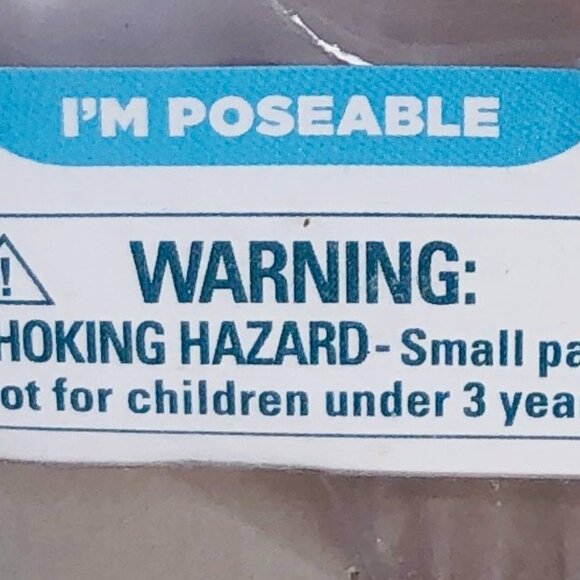 I'M POSEABLE
! WARNING:
HOKING HAZARD - Small pa
ot for children under 3 yea